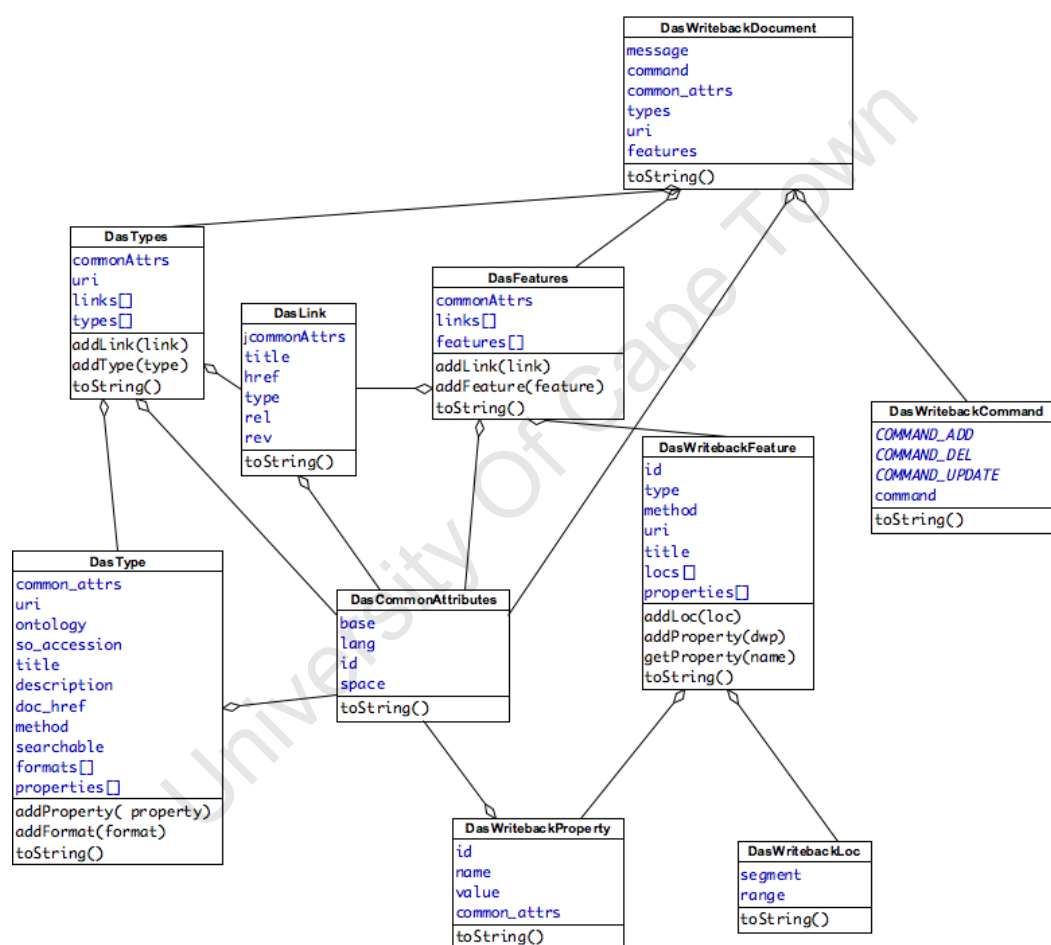 DasWritebackDocument
message
command
common_attrs
types
uri
features
toString()
DasTypes
commonAttrs
uri
links[]
types[]
addLink(link)
addType(type)
toString()
DasLink
jcommonAttrs
title
href
type
rel
rev
toString()
DasFeatures
commonAttrs
links[]
features[]
addLink(link)
addFeature(feature)
toString()
DasWritebackCommand
COMMAND_ADD
COMMAND_DEL
COMMAND_UPDATE
command
toString()
DasWritebackFeature
id
type
method
uri
title
locs[]
properties[]
addLoc(loc)
addProperty(dwp)
getProperty(name)
toString()
DasType
common_attrs
uri
ontology
so_accession
title
description
doc_href
method
searchable
formats[]
properties[]
addProperty( property)
addFormat(format)
toString()
DasCommonAttributes
base
lang
id
space
toString()
DasWritebackProperty
id
name
value
common_attrs
toString()
DasWritebackLoc
segment
range
toString()
University Of Cape Town